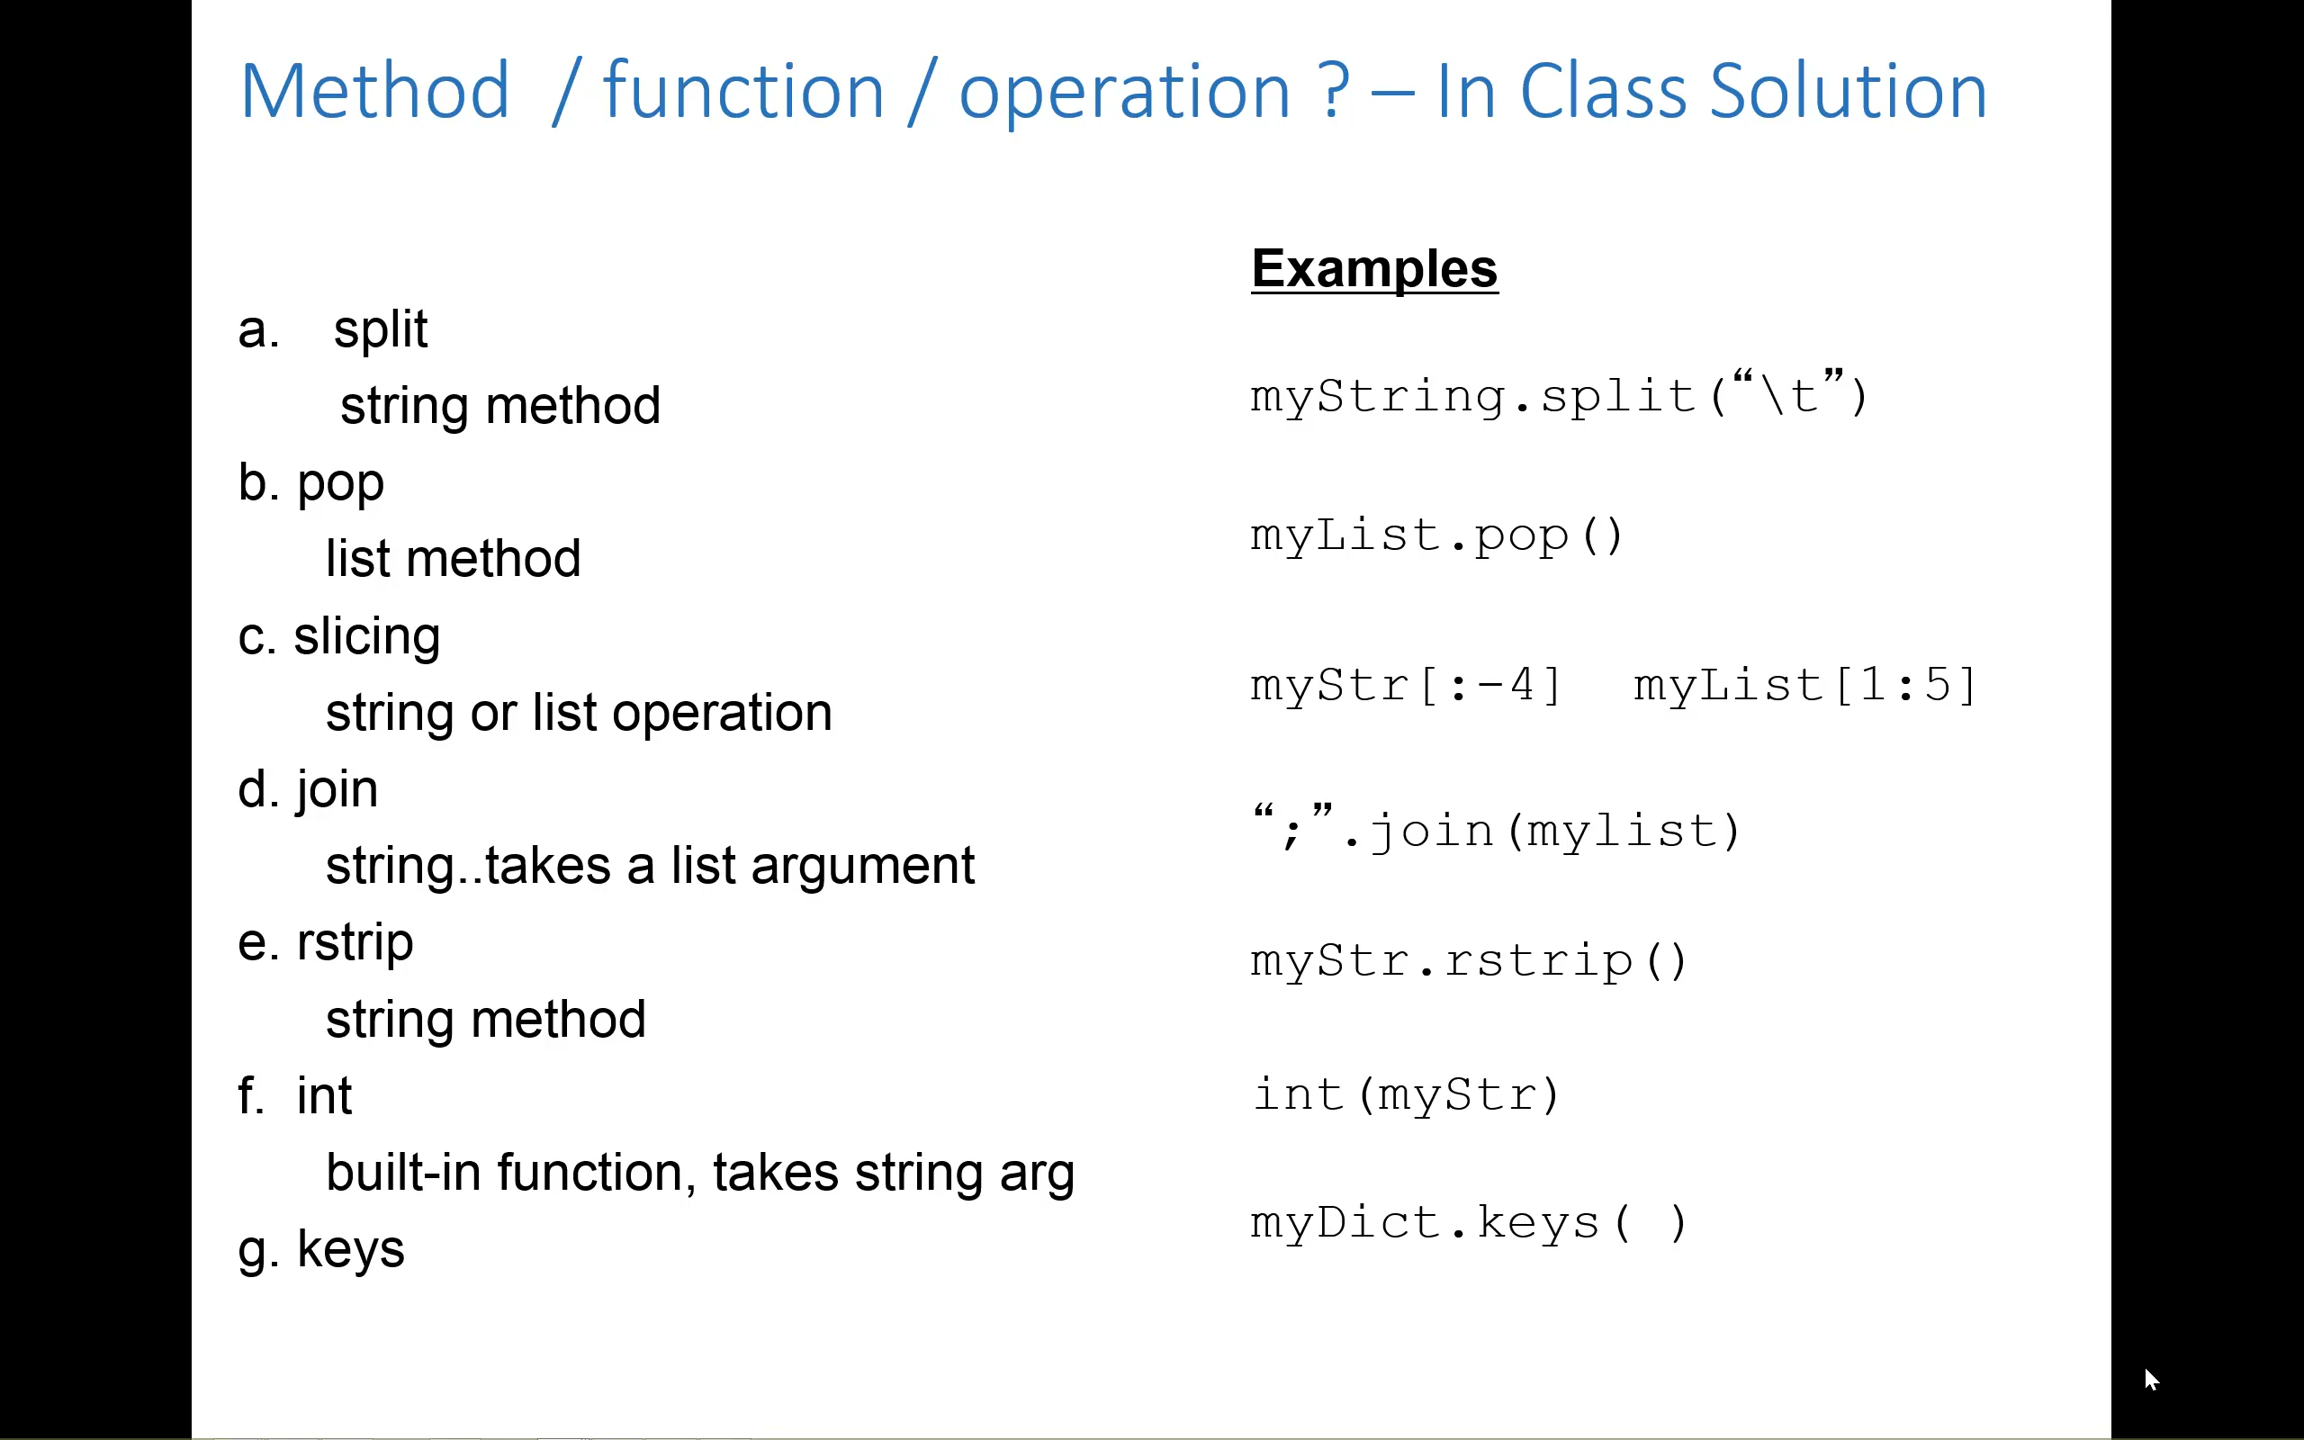 Method / function / operation ? – In Class Solution
Examples
a. split
string method
b. pop
list method
c. slicing
string or list operation
d. join
string..takes a list argument
e. rstrip
string method
f. int
built-in function, takes string arg
g. keys
myString.split(“\t”)
myList.pop()
myStr[:-4] myList[1:5]
“;”.join(mylist)
myStr.rstrip()
int(myStr)
myDict.keys( )